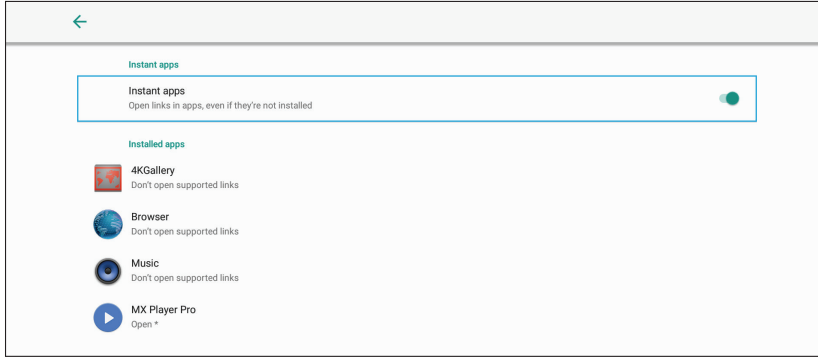 Instant apps
Instant apps
Open links in apps, even if they're not installed
Installed apps
4KGallery
Don't open supported links
Browser
Don't open supported links
Music
Don't open supported links
MX Player Pro
Open *